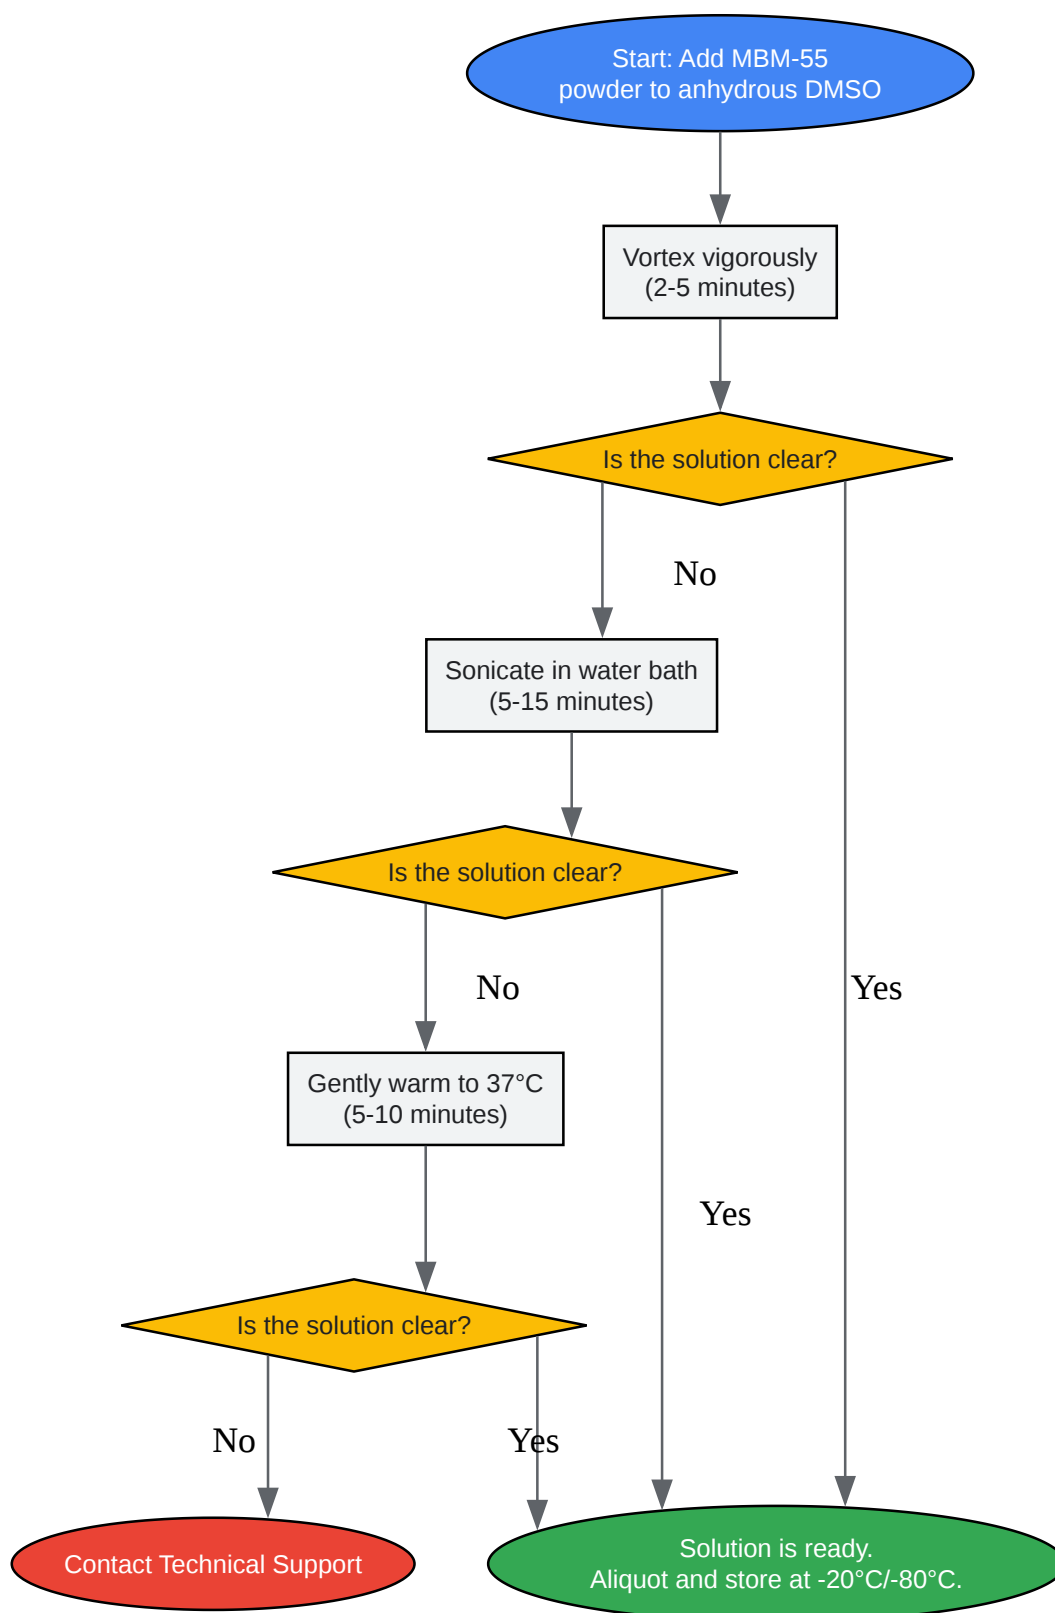 Start: Add MBM-55
powder to anhydrous DMSO
Vortex vigorously
(2-5 minutes)
Is the solution clear?
No
Sonicate in water bath
(5-15 minutes)
Is the solution clear?
No
Yes
Gently warm to 37°C
(5-10 minutes)
Yes
Is the solution clear?
No
Yes
Contact Technical Support
Solution is ready.
Aliquot and store at -20°C/-80°C.